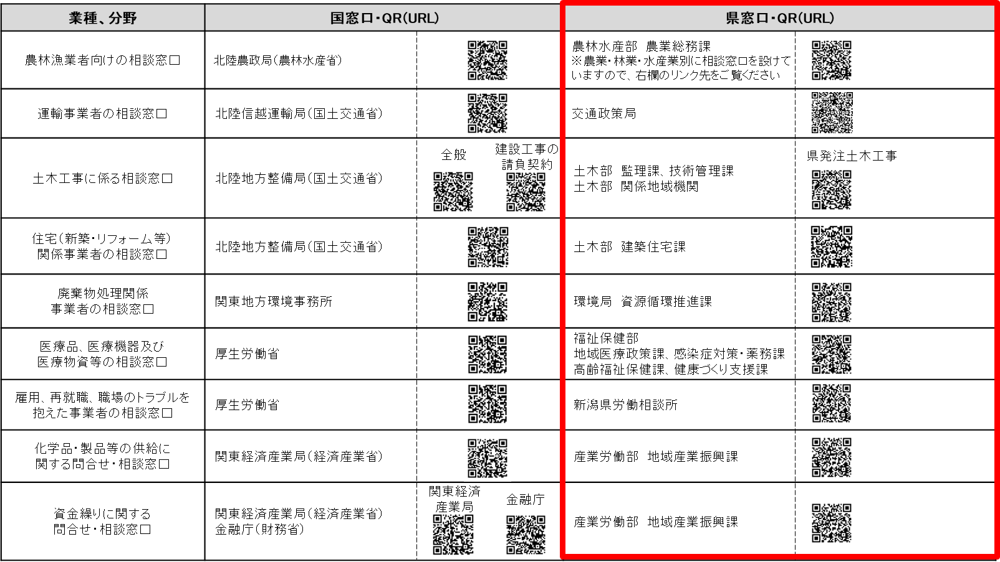 業種、分野
国窓口・QR(URL)
県窓口・QR(URL)
農林漁業者向けの相談窓口
北陸農政局(農林水産省)
農林水産部 農業総務課
※農業・林業・水産業別に相談窓口を設けて
いますので、右欄のリンク先をご覧ください
運輸事業者の相談窓口
北陸信越運輸局(国土交通省)
交通政策局
土木工事に係る相談窓口
北陸地方整備局(国土交通省)
全般
建設工事の
請負契約
土木部 監理課、技術管理課
土木部 関係地域機関
県発注土木工事
住宅(新築・リフォーム等)
関係事業者の相談窓口
北陸地方整備局(国土交通省)
土木部 建築住宅課
廃棄物処理関係
事業者の相談窓口
関東地方環境事務所
環境局 資源循環推進課
医療品、医療機器及び
医療物資等の相談窓口
厚生労働省
福祉保健部
地域医療政策課、感染症対策・薬務課
高齢福祉保健課、健康づくり支援課
雇用、再就職、職場のトラブルを
抱えた事業者の相談窓口
厚生労働省
新潟県労働相談所
化学品・製品等の供給に
関する問合せ・相談窓口
関東経済産業局(経済産業省)
産業労働部 地域産業振興課
資金繰りに関する
問合せ・相談窓口
関東経済産業局(経済産業省)
金融庁(財務省)
関東経済
産業局
金融庁
産業労働部 地域産業振興課